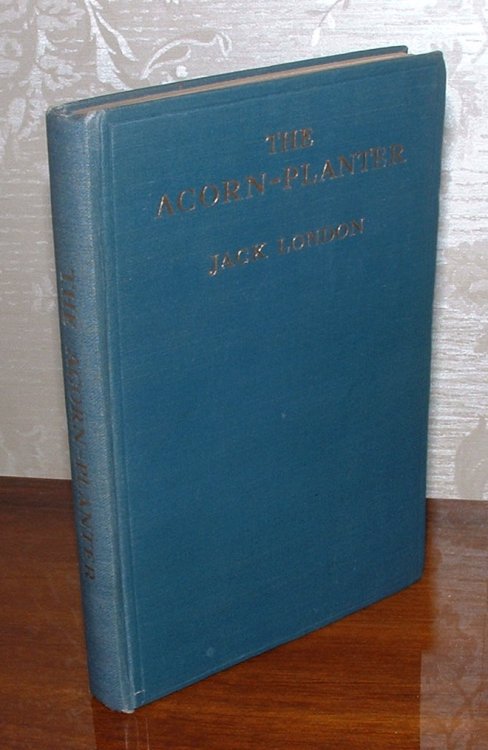 THE
ACORN-PLANTER
JACK LONDON
THE ACORN-PLANTER